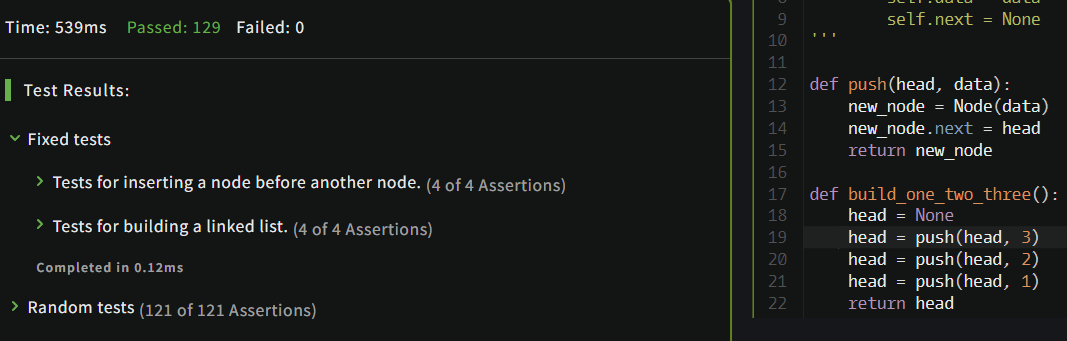 Time: 539ms Passed: 129 Failed: 0
Test Results:
Fixed tests
Tests for inserting a node before another node. (4 of 4 Assertions)
Tests for building a linked list. (4 of 4 Assertions)
Completed in 0.12ms
Random tests (121 of 121 Assertions)
8         self.data = data
9         self.next = None
10 '''
11
12 def push(head, data):
13     new_node = Node(data)
14     new_node.next = head
15     return new_node
16
17 def build_one_two_three():
18     head = None
19     head = push(head, 3)
20     head = push(head, 2)
21     head = push(head, 1)
22     return head